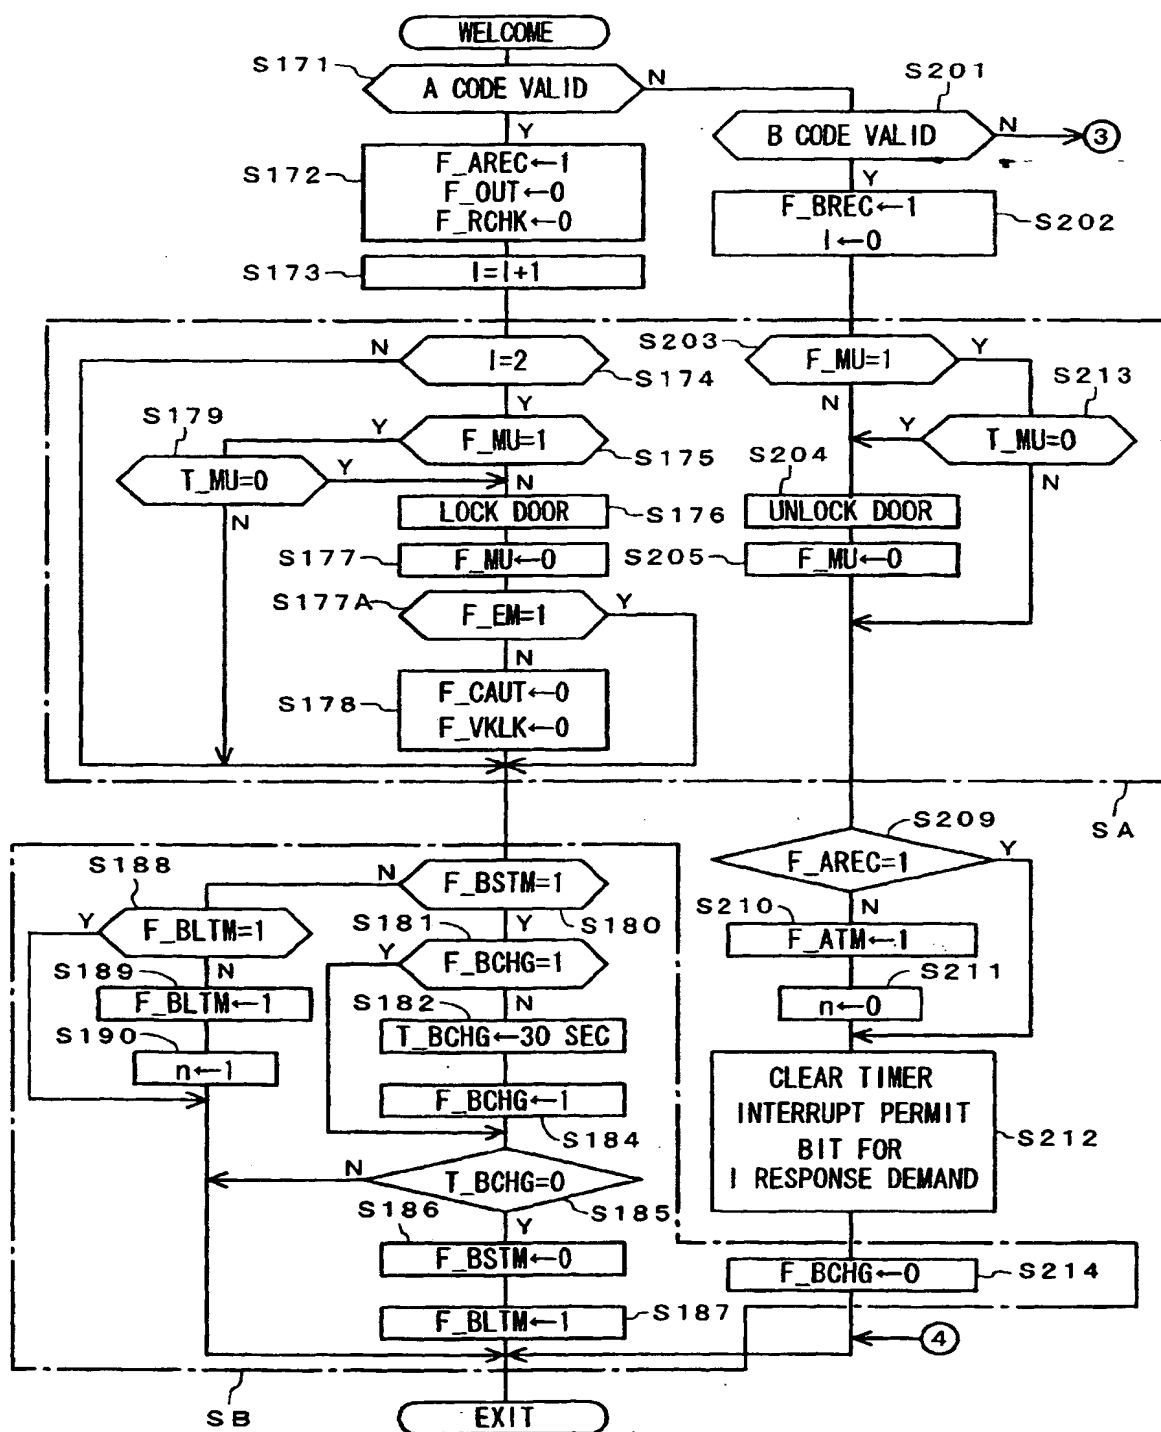 WELCOME
S171
A CODE VALID
N
S201
B CODE VALID
N
3
Y
Y
S172
F_AREC←1
F_OUT←0
F_RCHK←0
F_BREC←1
I←0
S202
S173
I=I+1
N
I=2
S174
S203
F_MU=1
Y
S213
Y
N
S179
Y
F_MU=1
S175
Y
T_MU=0
T_MU=0
Y
N
S204
N
N
LOCK DOOR
S176
UNLOCK DOOR
S177
F_MU←0
S205
F_MU←0
S177A
F_EM=1
Y
N
S178
F_CAUT←0
F_VKLK←0
SA
S209
F_AREC=1
Y
S188
N
F_BSTM=1
S180
N
S210
Y
F_BLTM=1
S181
Y
F_ATM←1
Y
F_BCHG=1
S211
S189
N
N
n←0
F_BLTM←1
S182
T_BCHG←30 SEC
S190
n←1
F_BCHG←1
S184
CLEAR TIMER
INTERRUPT PERMIT
BIT FOR
I RESPONSE DEMAND
S212
N
T_BCHG=0
S185
S186
Y
F_BSTM←0
F_BCHG←0
S214
F_BLTM←1
S187
4
SB
EXIT